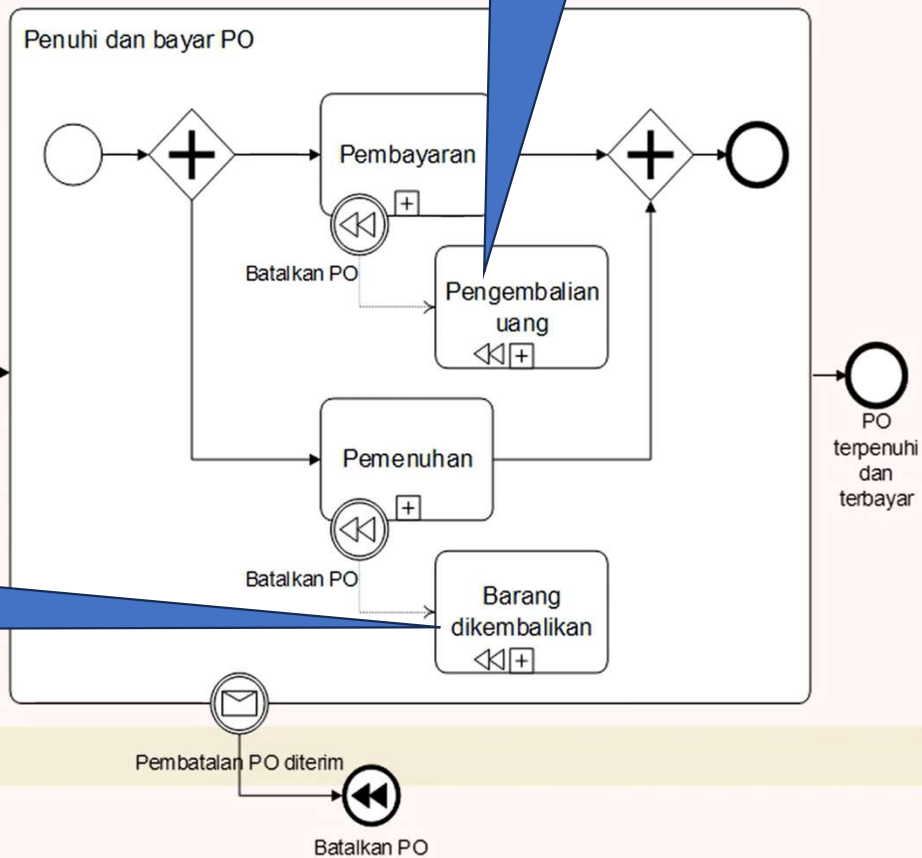 Penuhi dan bayar PO
Pembayaran
Batalkan PO
Pengembalian
uang
Pemenuhan
Batalkan PO
Barang
dikembalikan
PO
terpenuhi
dan
terbayar
Pembatalan PO diterim
Batalkan PO